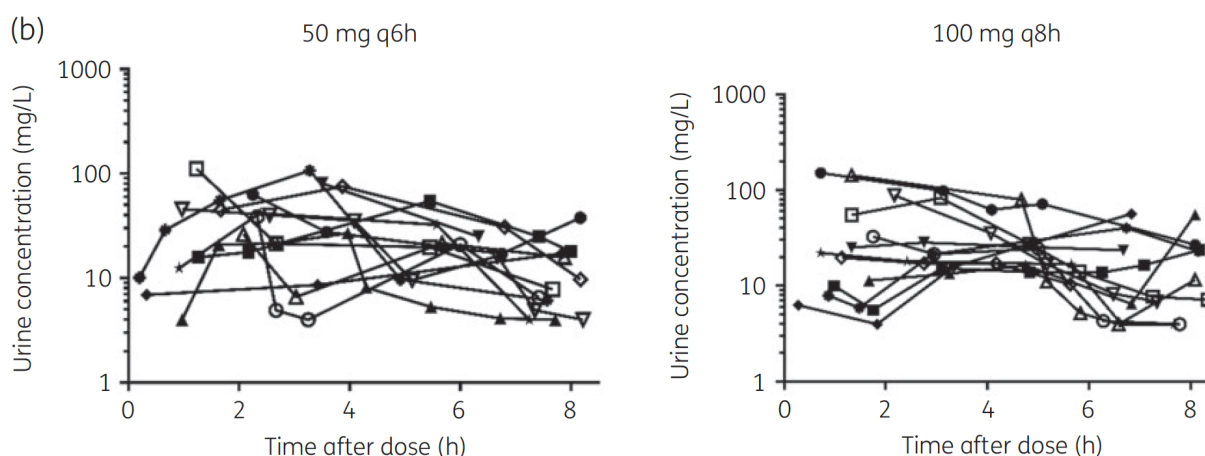 (b)
50 mg q6h
100 mg q8h
Urine concentration (mg/L)
1000
100
10
1
0 2 4 6 8
Time after dose (h)
Urine concentration (mg/L)
1000
100
10
1
0 2 4 6 8
Time after dose (h)